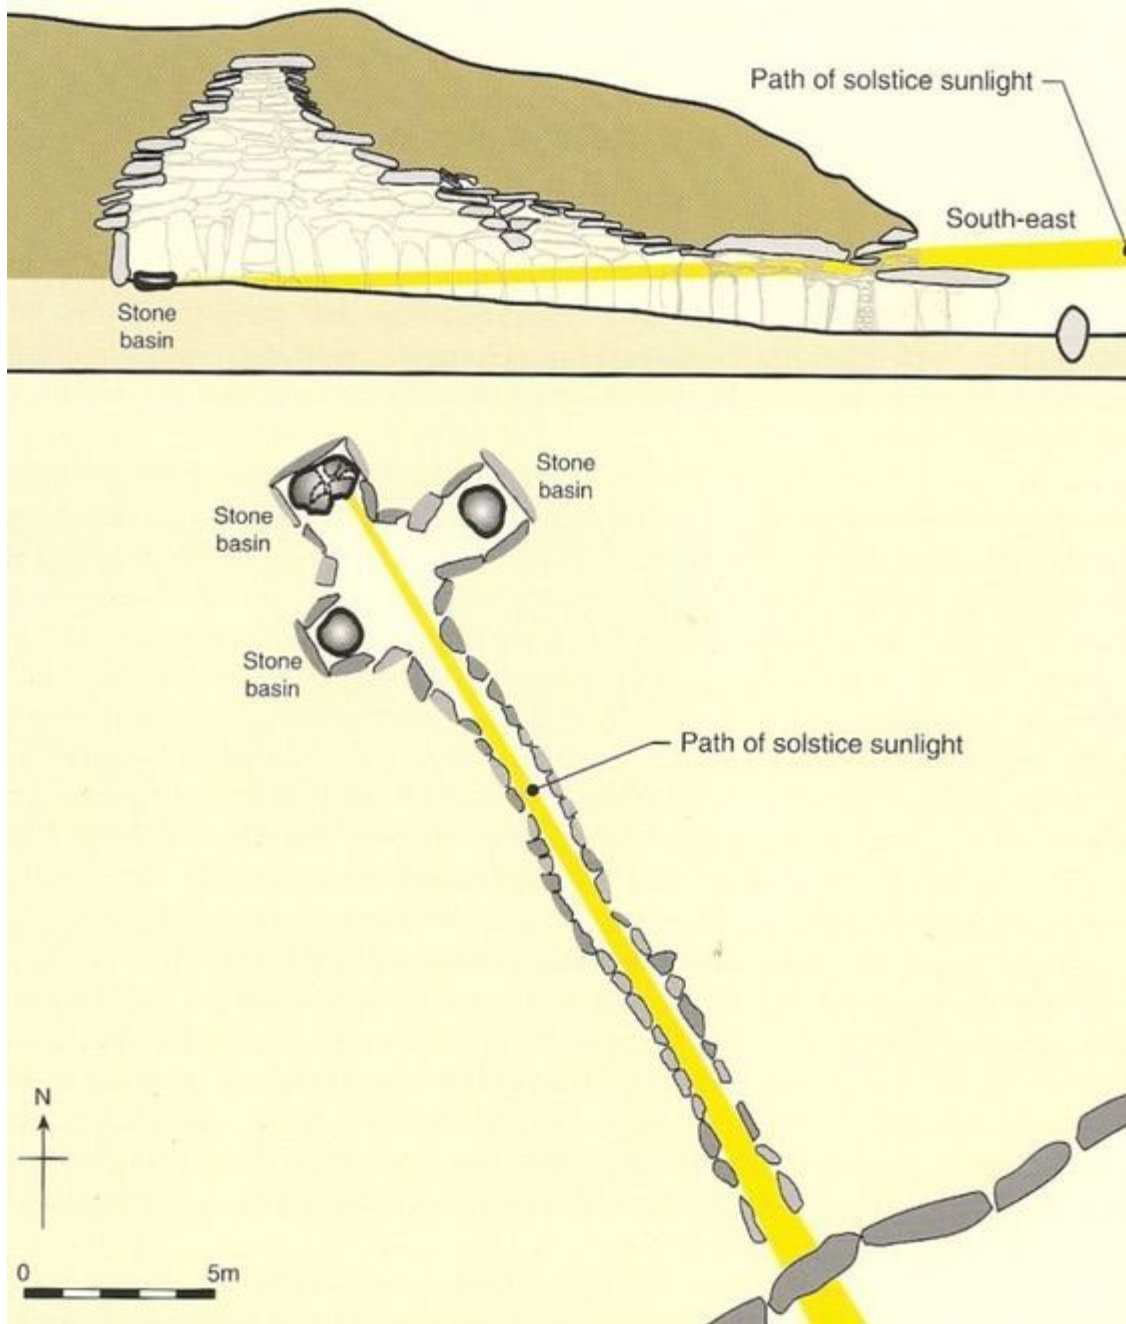 Path of solstice sunlight
South-east
Stone
basin
Stone
basin
Stone
basin
Stone
basin
Path of solstice sunlight
N
0
5m